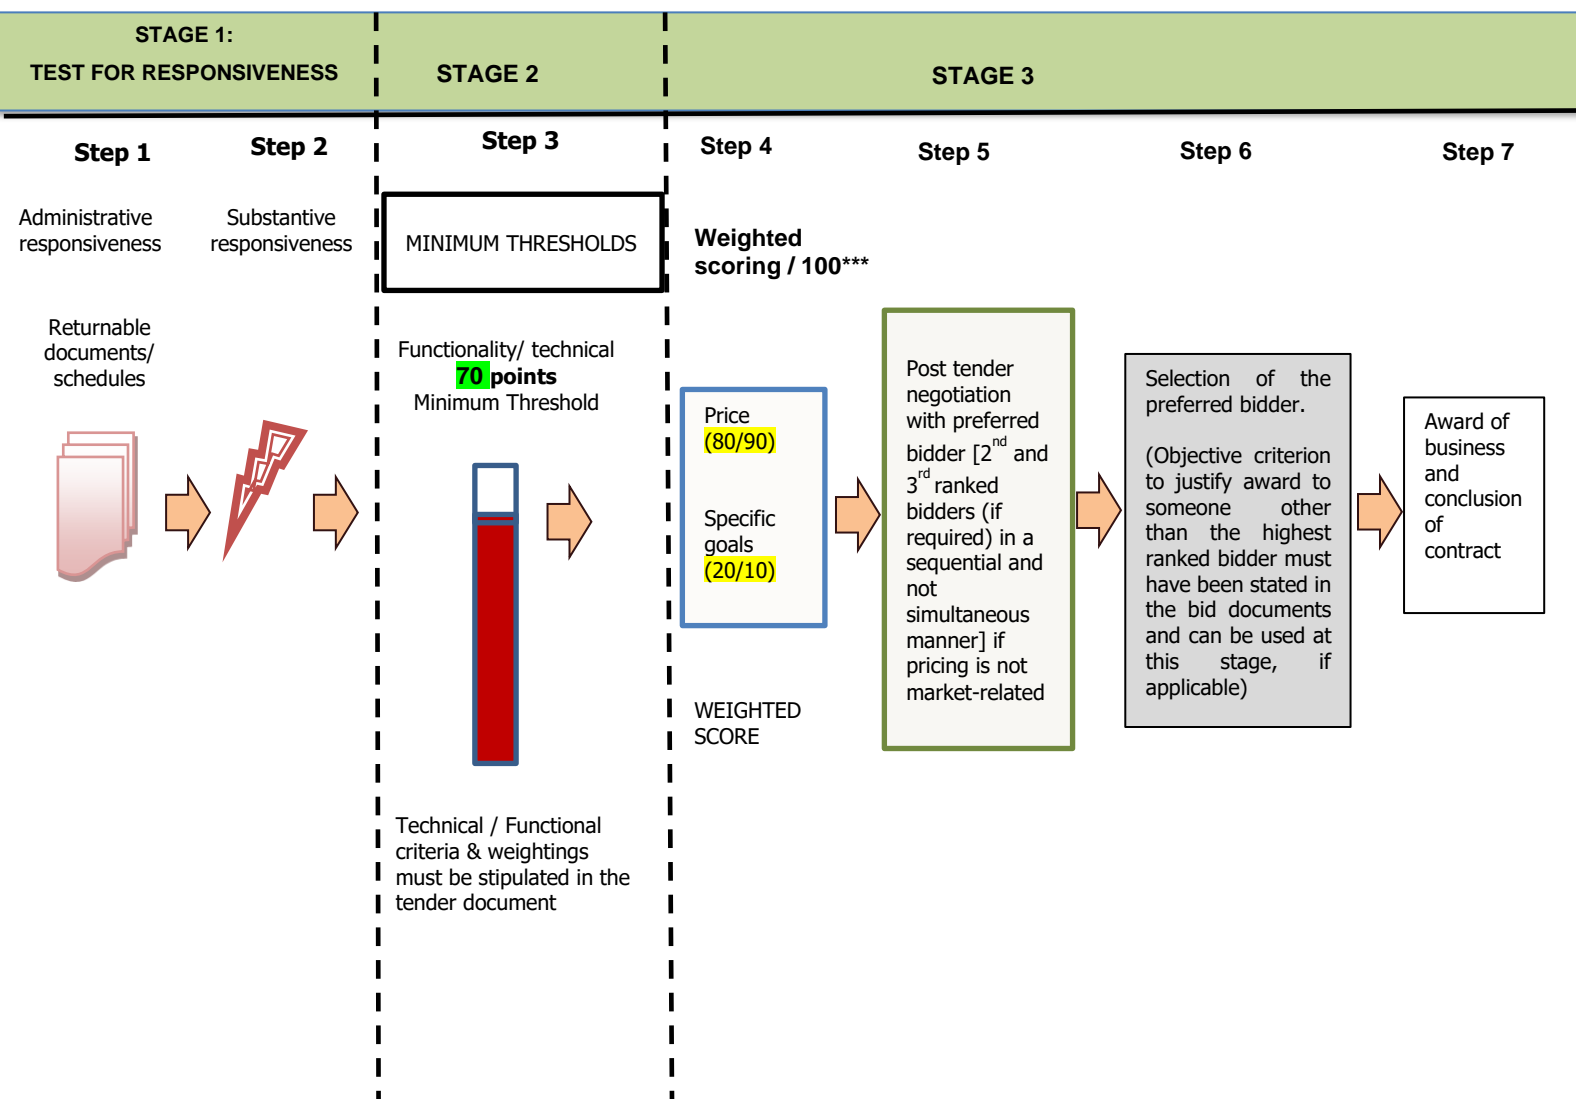 STAGE 1:
TEST FOR RESPONSIVENESS
STAGE 2
STAGE 3
Step 1
Step 2
Step 3
Step 4
Step 5
Step 6
Step 7
Administrative
responsiveness
Substantive
responsiveness
MINIMUM THRESHOLDS
Weighted
scoring / 100***
Returnable
documents/
schedules
Functionality/ technical
70 points
Minimum Threshold
Technical / Functional
criteria & weightings
must be stipulated in the
tender document
Price
(80/90)
Specific
goals
(20/10)
WEIGHTED
SCORE
Post tender
negotiation
with preferred
bidder [2nd and
3rd ranked
bidders (if
required) in a
sequential and
not
simultaneous
manner] if
pricing is not
market-related
Selection of the
preferred bidder.
(Objective criterion
to justify award to
someone other
than the highest
ranked bidder must
have been stated in
the bid documents
and can be used at
this stage, if
applicable)
Award of
business
and
conclusion
of
contract